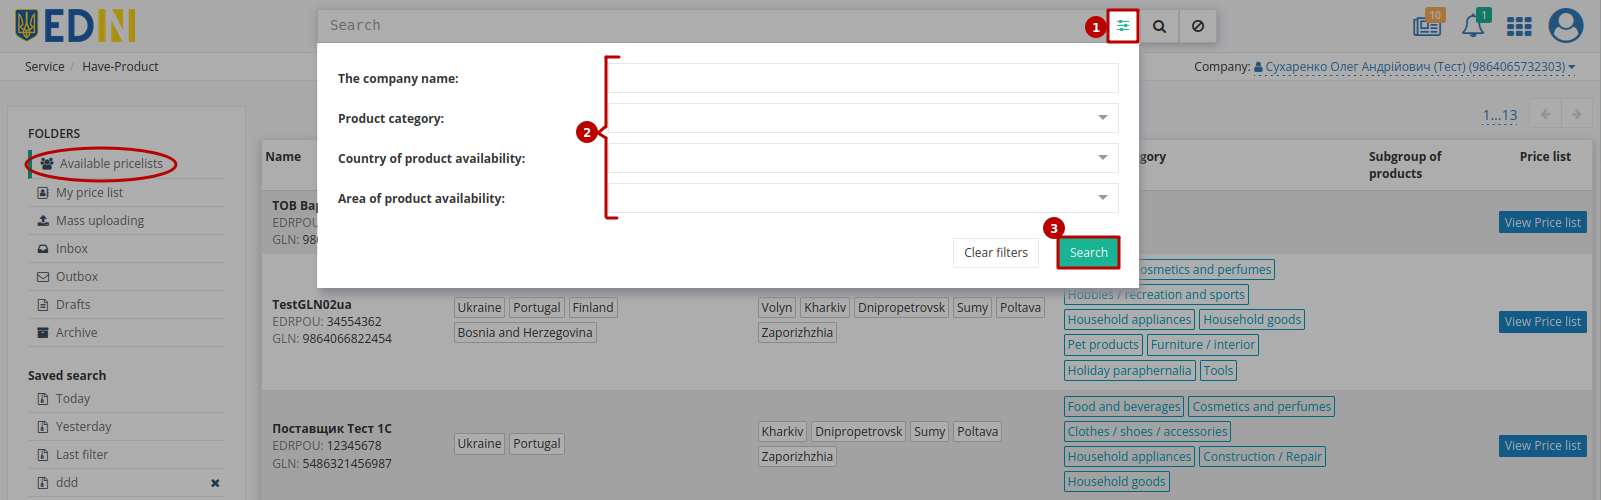 EDIN
Search
1
10
1
Service / Have-Product
Company: Сухаренко Олег Андрійович (Тест) (9864065732303)
The company name:
Product category:
Country of product availability:
Area of product availability:
2
3
Clear filters
Search
1...13
FOLDERS
Available pricelists
My price list
Mass uploading
Inbox
Outbox
Drafts
Archive
Saved search
Today
Yesterday
Last filter
ddd
Name
gory
Subgroup of
products
Price list
ТОВ Ва
EDRPOU:
GLN: 98
View Price list
TestGLN02ua
EDRPOU: 34554362
GLN: 9864066822454
Ukraine Portugal Finland
Bosnia and Herzegovina
Volyn Kharkiv Dnipropetrovsk Sumy Poltava
Zaporizhzhia
osmetics and perfumes
Hobbies / recreation and sports
Household appliances Household goods
Pet products Furniture / interior
Holiday paraphernalia Tools
View Price list
Поставщик Тест 1С
EDRPOU: 12345678
GLN: 5486321456987
Ukraine Portugal
Kharkiv Dnipropetrovsk Sumy Poltava
Zaporizhzhia
Food and beverages Cosmetics and perfumes
Clothes / shoes / accessories
Household appliances Construction / Repair
Household goods
View Price list